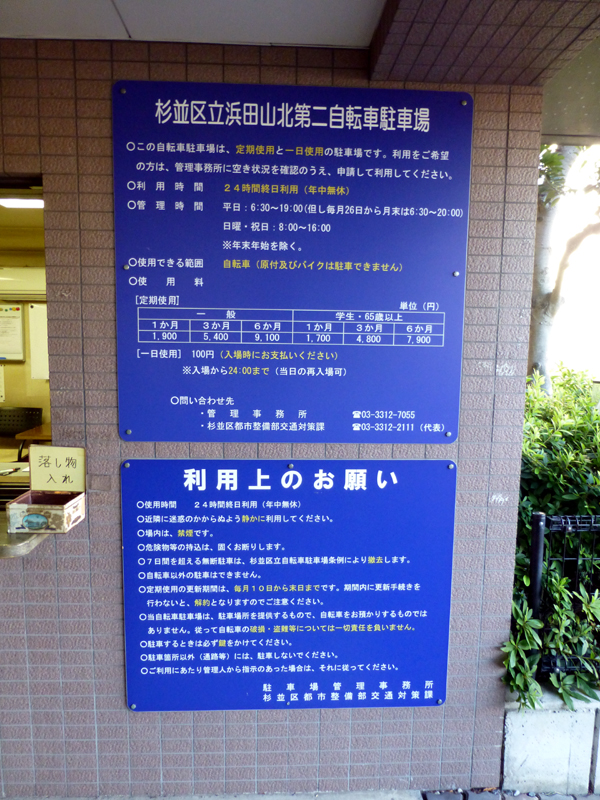 杉並区立浜田山北第二自転車駐車場
○この自転車駐車場は、定期使用と一日使用の駐車場です。利用をご希望
の方は、管理事務所に空き状況を確認のうえ、申請して利用してください。
○利用時間 24時間終日利用(年中無休)
○管理時間 平日:6:30〜19:00(但し毎月26日から月末は6:30〜20:00)
日曜・祝日:8:00〜16:00
※年末年始を除く。
○使用できる範囲 自転車(原付及びバイクは駐車できません)
○使用料
[定期使用] 単位(円)
一般 学生・65歳以上
1か月 3か月 6か月 1か月 3か月 6か月
1,900 5,400 9,100 1,700 4,800 7,900
[一日使用] 100円(入場時にお支払いください)
※入場から24:00まで(当日の再入場可)
○問い合わせ先
・管理事務所 ☎03-3312-7055
・杉並区都市整備部交通対策課 ☎03-3312-2111(代表)
落し物
入れ
利用上のお願い
○使用時間 24時間終日利用(年中無休)
○近隣に迷惑のかからぬよう静かに利用してください。
○場内は、禁煙です。
○危険物等の持込は、固くお断りします。
○7日間を超える無断駐車は、杉並区立自転車駐車場条例により撤去します。
○自転車以外の駐車はできません。
○定期使用の更新期間は、毎月10日から末日までです。期間内に更新手続きを
行わないと、解約となりますのでご注意ください。
○当自転車駐車場は、駐車場所を提供するもので、自転車をお預かりするものでは
ありません。従って自転車の破損・盗難等については一切責任を負いません。
○駐車するときは必ず鍵をかけてください。
○駐車箇所以外(通路等)には、駐車しないでください。
○ご利用にあたり管理人から指示のあった場合は、それに従ってください。
駐車場管理事務所
杉並区都市整備部交通対策課